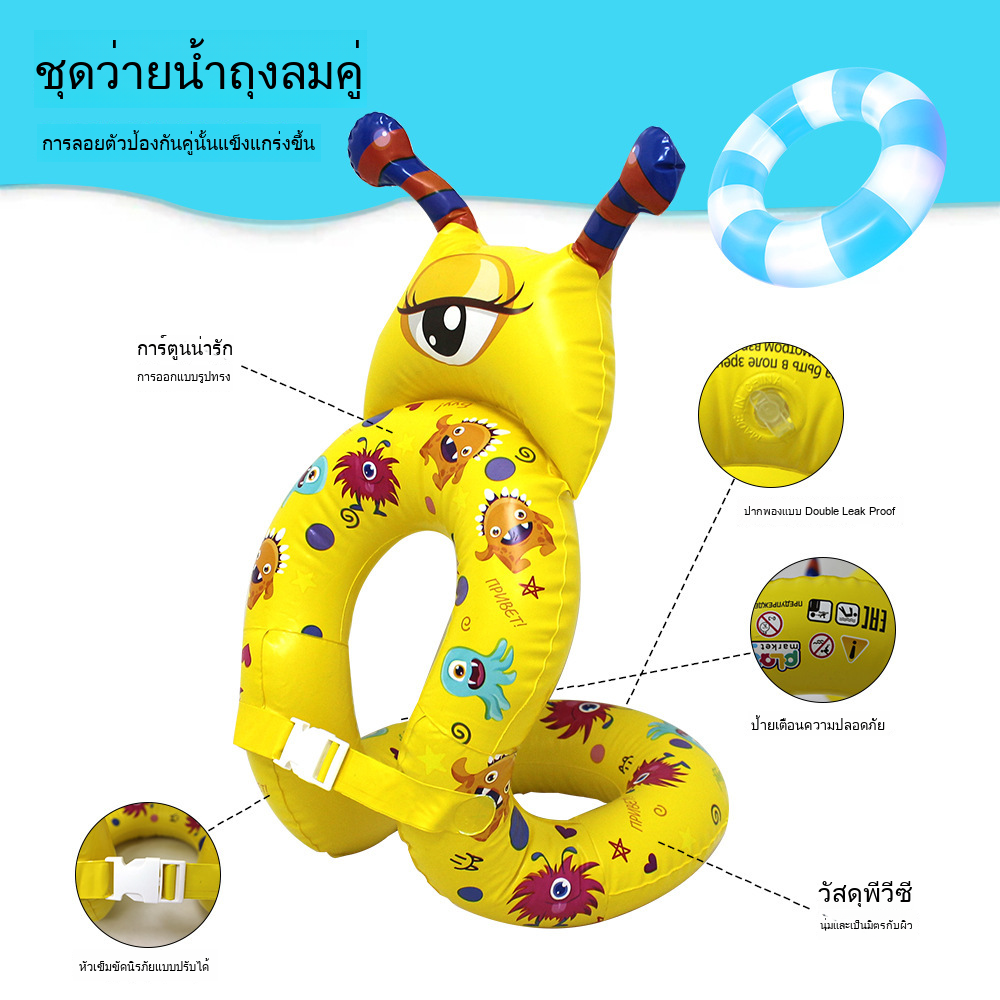 ชุดว่ายน้ำถุงลมคู่
การลอยตัวป้องกันคู่นั้นแข็งแกร่งขึ้น
การ์ตูนน่ารัก
การออกแบบรูปทรง
ปากพองแบบ Double Leak Proof
ПРИВЕТ!
ПРЕДУПРЕЖДЕ
EAC
pla
market
ป้ายเตือนความปลอดภัย
วัสดุพีวีซี
นุ่มและเป็นมิตรกับผิว
หัวเข็มขัดนิรภัยแบบปรับได้